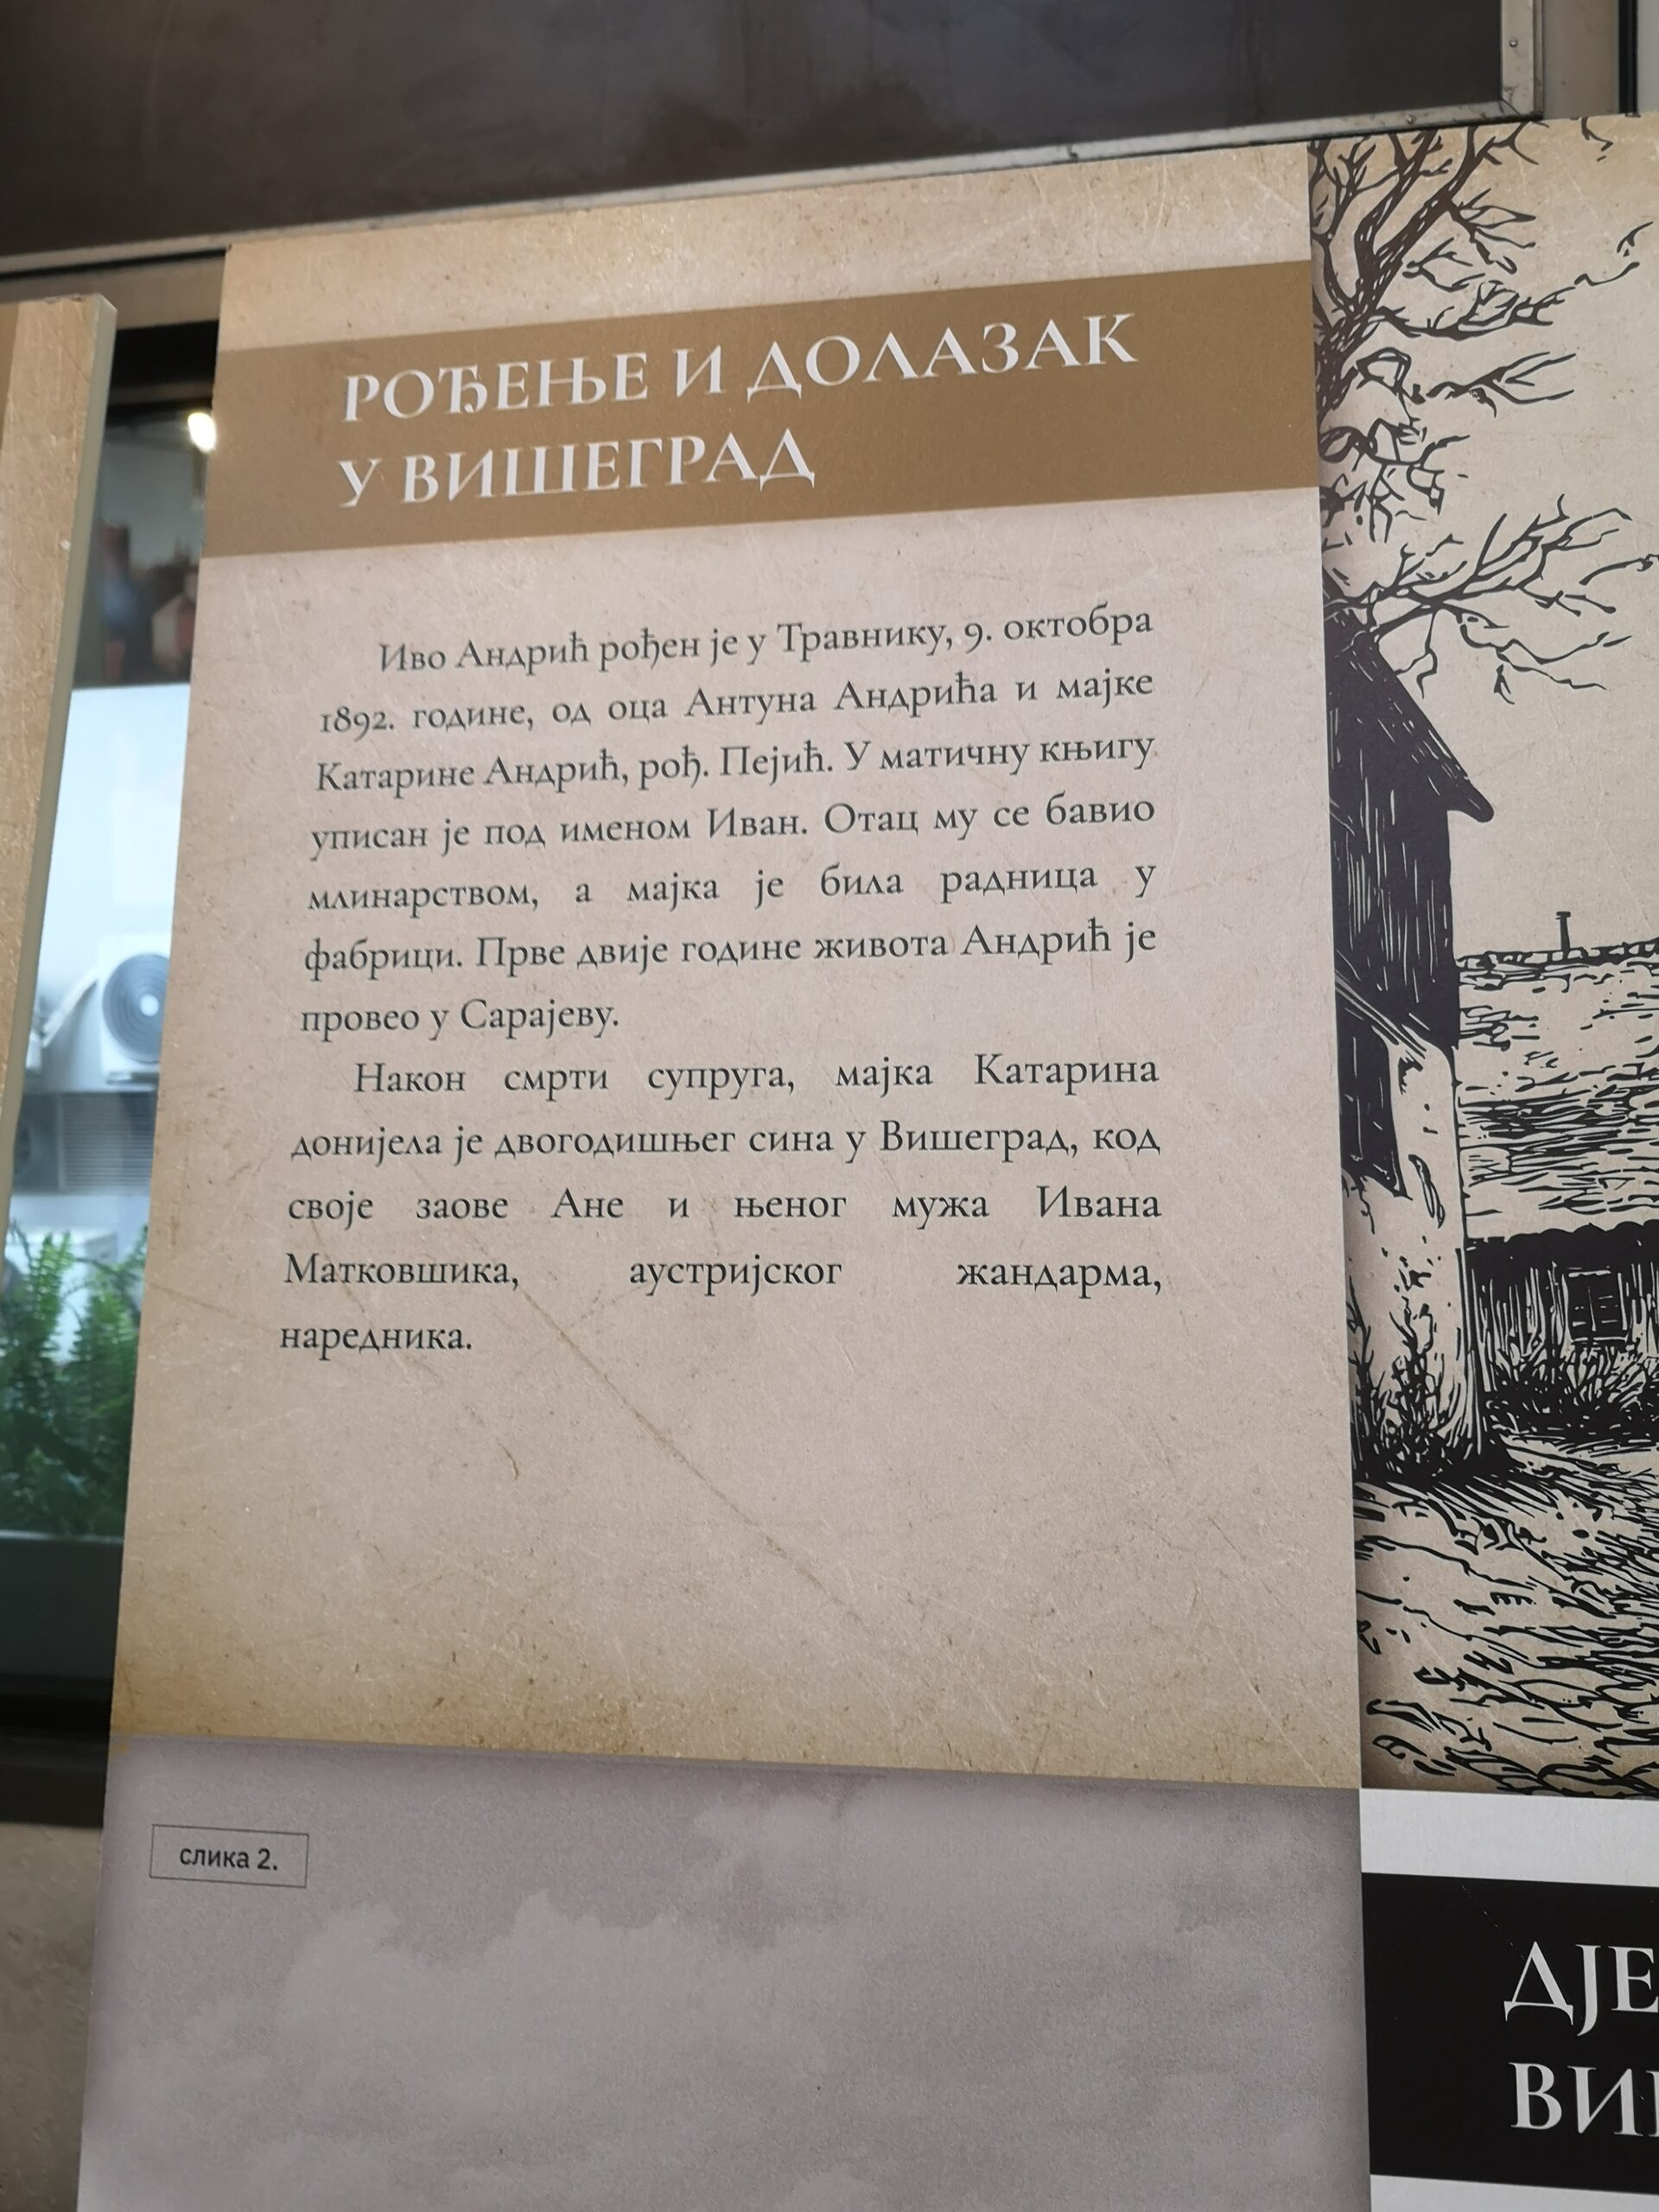 РОЂЕЊЕ И ДОЛАЗАК
У ВИШЕГРАД
Иво Андрић рођен је у Травнику, 9. октобра
1892. године, од оца Антуна Андрића и мајке
Катарине Андрић, рођ. Пејић. У матичну књигу
уписан је под именом Иван. Отац му се бавио
млинарством, а мајка је била радница у
фабрици. Прве двије године живота Андрић је
провео у Сарајеву.
Након смрти супруга, мајка Катарина
донијела је двогодишњег сина у Вишеград, код
своје заове Ане и њеног мужа Ивана
Матковшика, аустријског жандарма,
наредника.
слика 2.